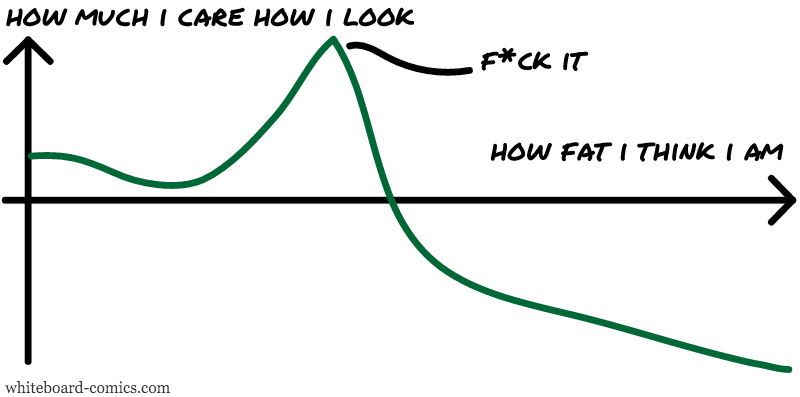 HOW MUCH I CARE HOW I LOOK
F*CK IT
HOW FAT I THINK I AM
whiteboard-comics.com